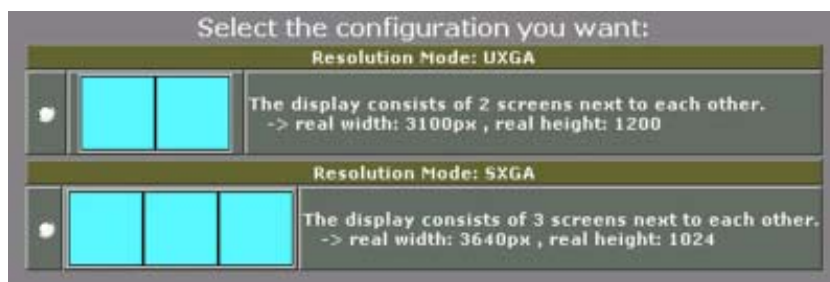 Select the configuration you want:
Resolution Mode: UXGA
The display consists of 2 screens next to each other.
-> real width: 3100px , real height: 1200
Resolution Mode: SXGA
The display consists of 3 screens next to each other.
-> real width: 3640px , real height: 1024